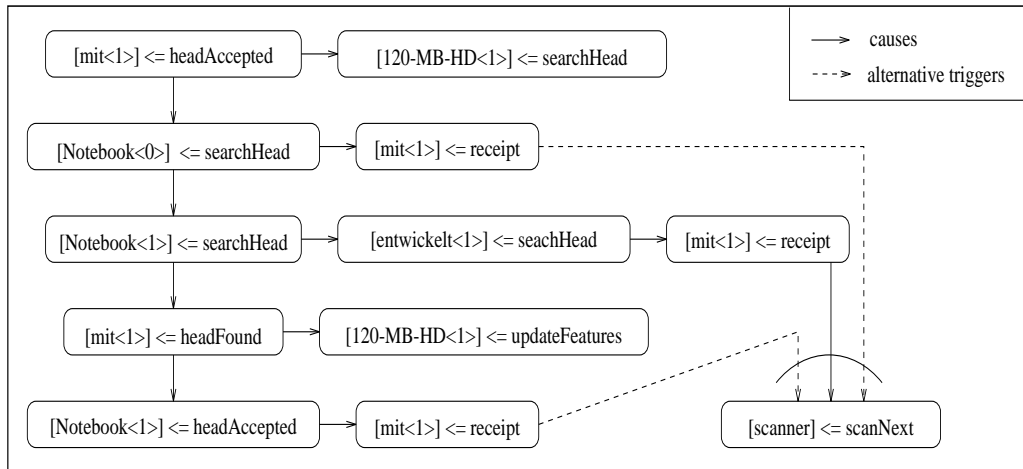 [mit<1>] <= headAccepted
[120-MB-HD<1>] <= searchHead
causes
alternative triggers
[Notebook<0>] <= searchHead
[mit<1>] <= receipt
[Notebook<1>] <= searchHead
[entwickelt<1>] <= seachHead
[mit<1>] <= receipt
[mit<1>] <= headFound
[120-MB-HD<1>] <= updateFeatures
[Notebook<1>] <= headAccepted
[mit<1>] <= receipt
[scanner] <= scanNext